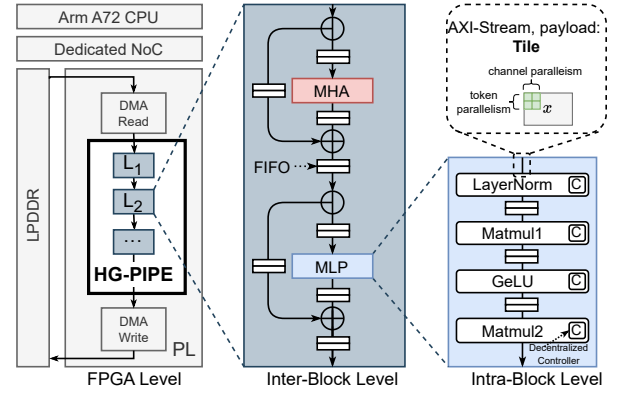 Arm A72 CPU
Dedicated NoC
LPDDR
DMA
Read
L1
L2
...
HG-PIPE
DMA
Write
PL
FPGA Level
MHA
FIFO
MLP
Inter-Block Level
AXI-Stream, payload:
Tile
channel paralleism
token
parallelism
x
LayerNorm C
Matmul1 C
GeLU C
Matmul2 C
Decentralized
Controller
Intra-Block Level